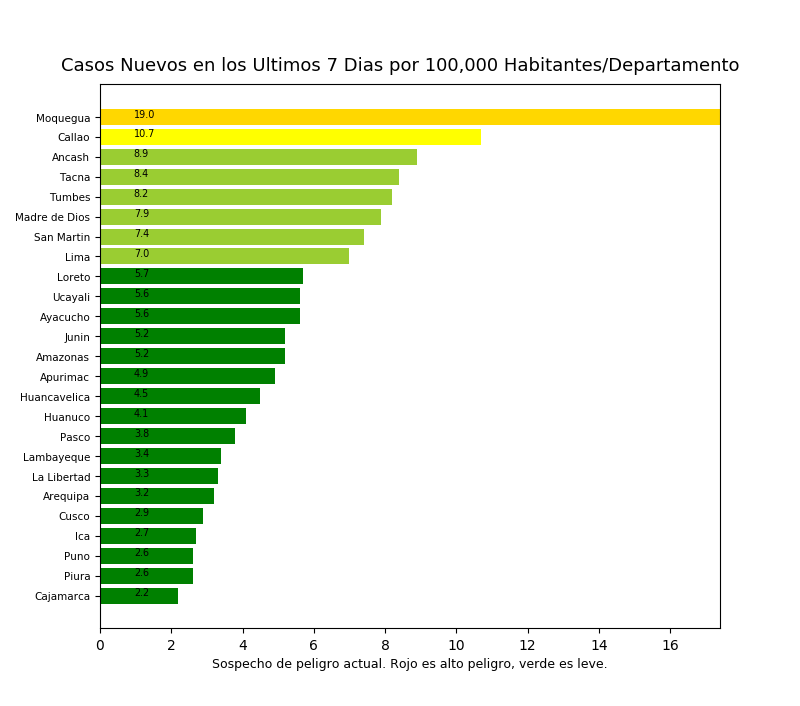 Casos Nuevos en los Ultimos 7 Dias por 100,000 Habitantes/Departamento
Moquegua 19.0
Callao 10.7
Ancash 8.9
Tacna 8.4
Tumbes 8.2
Madre de Dios 7.9
San Martin 7.4
Lima 7.0
Loreto 5.7
Ucayali 5.6
Ayacucho 5.6
Junin 5.2
Amazonas 5.2
Apurimac 4.9
Huancavelica 4.5
Huanuco 4.1
Pasco 3.8
Lambayeque 3.4
La Libertad 3.3
Arequipa 3.2
Cusco 2.9
Ica 2.7
Puno 2.6
Piura 2.6
Cajamarca 2.2
0 2 4 6 8 10 12 14 16
Sospecho de peligro actual. Rojo es alto peligro, verde es leve.